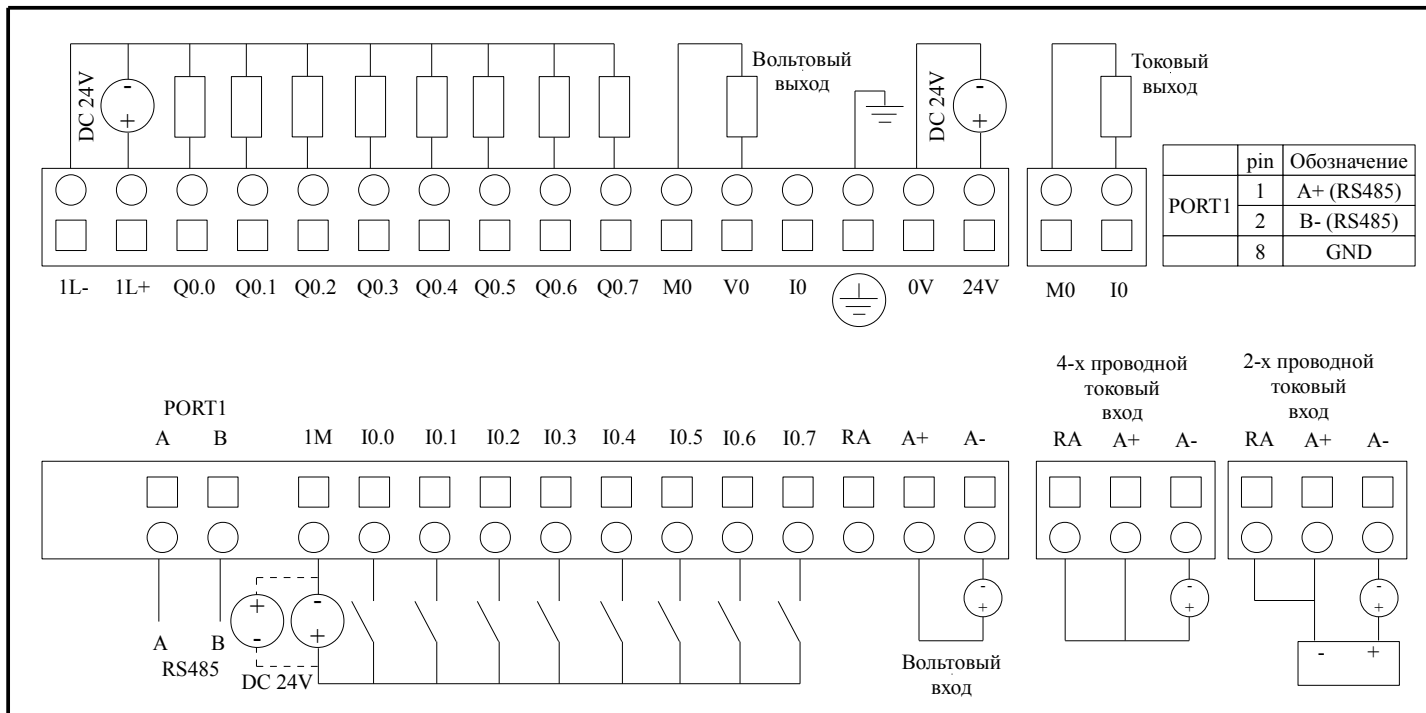 DC 24V
-
+
Вольтовый
выход
DC 24V
-
+
Токовый
выход
pin Обозначение
PORT1 1 A+ (RS485)
2 B- (RS485)
8 GND
1L- 1L+ Q0.0 Q0.1 Q0.2 Q0.3 Q0.4 Q0.5 Q0.6 Q0.7 M0 V0 I0 0V 24V
M0 I0
4-х проводной
токовый
вход
2-х проводной
токовый
вход
PORT1
A B 1M I0.0 I0.1 I0.2 I0.3 I0.4 I0.5 I0.6 I0.7 RA A+ A-
RA A+ A-
RA A+ A-
+
-
-
+
-
+
-
+
-
+
A B
RS485
DC 24V
Вольтовый
вход
- +